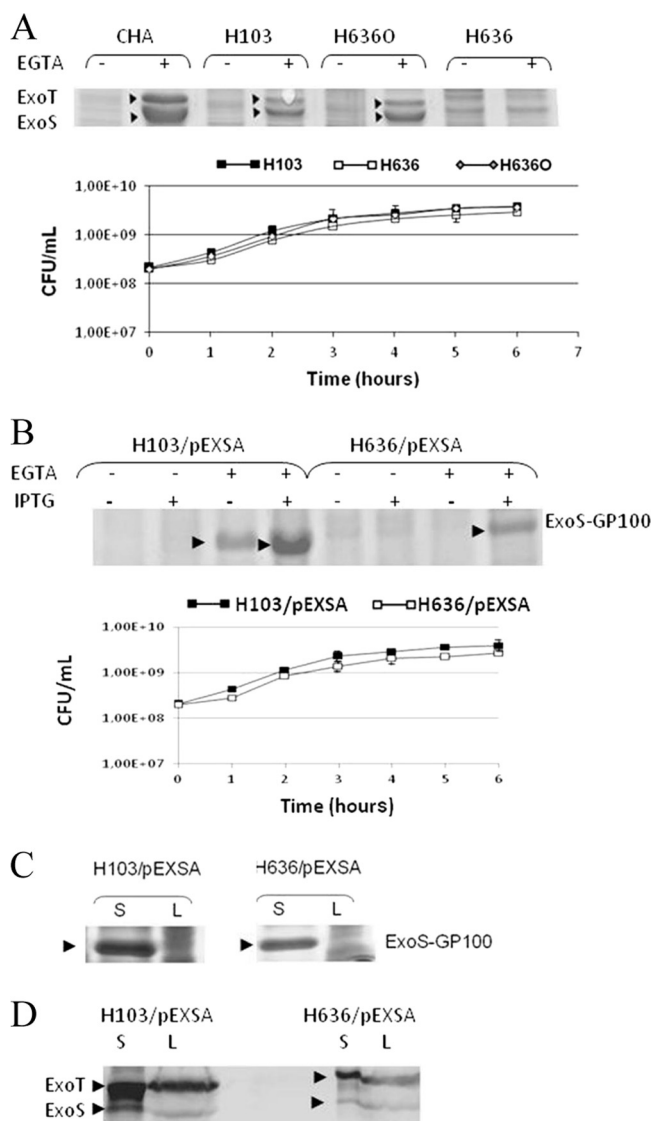 A
CHA H103 H636O H636
EGTA - + - + - + - +
ExoT
ExoS
H103 H636 H636O
1,00E+10
1,00E+09
1,00E+08
1,00E+07
CFU/mL
0 1 2 3 4 5 6 7
Time (hours)
B
H103/pEXSA H636/pEXSA
EGTA - - + + - - + +
IPTG - + - + - + - +
ExoS-GP100
H103/pEXSA H636/pEXSA
1,00E+10
1,00E+09
1,00E+08
1,00E+07
CFU/mL
0 1 2 3 4 5 6
Time (hours)
C
H103/pEXSA H636/pEXSA
S L S L
ExoS-GP100
D
H103/pEXSA H636/pEXSA
S L S L
ExoT
ExoS